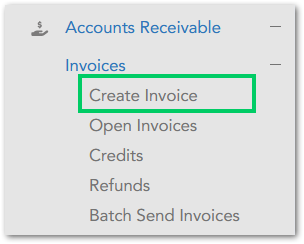 Accounts Receivable
Invoices
Create Invoice
Open Invoices
Credits
Refunds
Batch Send Invoices